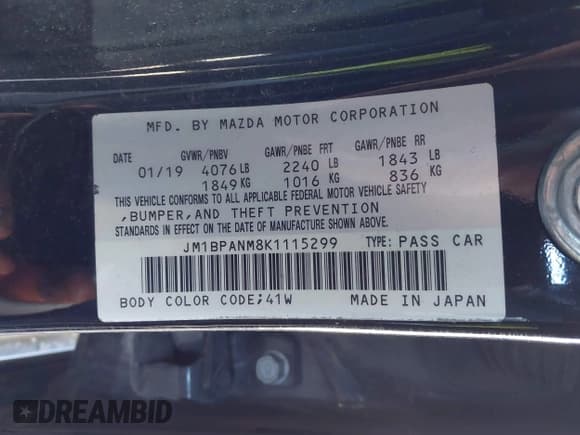 MFD. BY MAZDA MOTOR CORPORATION
DATE GVWR/PNBV GAWR/PNBE FRT GAWR/PNBE RR
01/19 4076 LB 2240 LB 1843 LB
1849 KG 1016 KG 836 KG
THIS VEHICLE CONFORMS TO ALL APPLICABLE FEDERAL MOTOR VEHICLE SAFETY
,BUMPER,AND THEFT PREVENTION
STANDARDS IN EFFECT ON THE DATE OF MANUFACTURE SHOWN ABOVE.
JM1BPANM8K1115299 TYPE: PASS CAR
BODY COLOR CODE;41W MADE IN JAPAN
DREAMBID